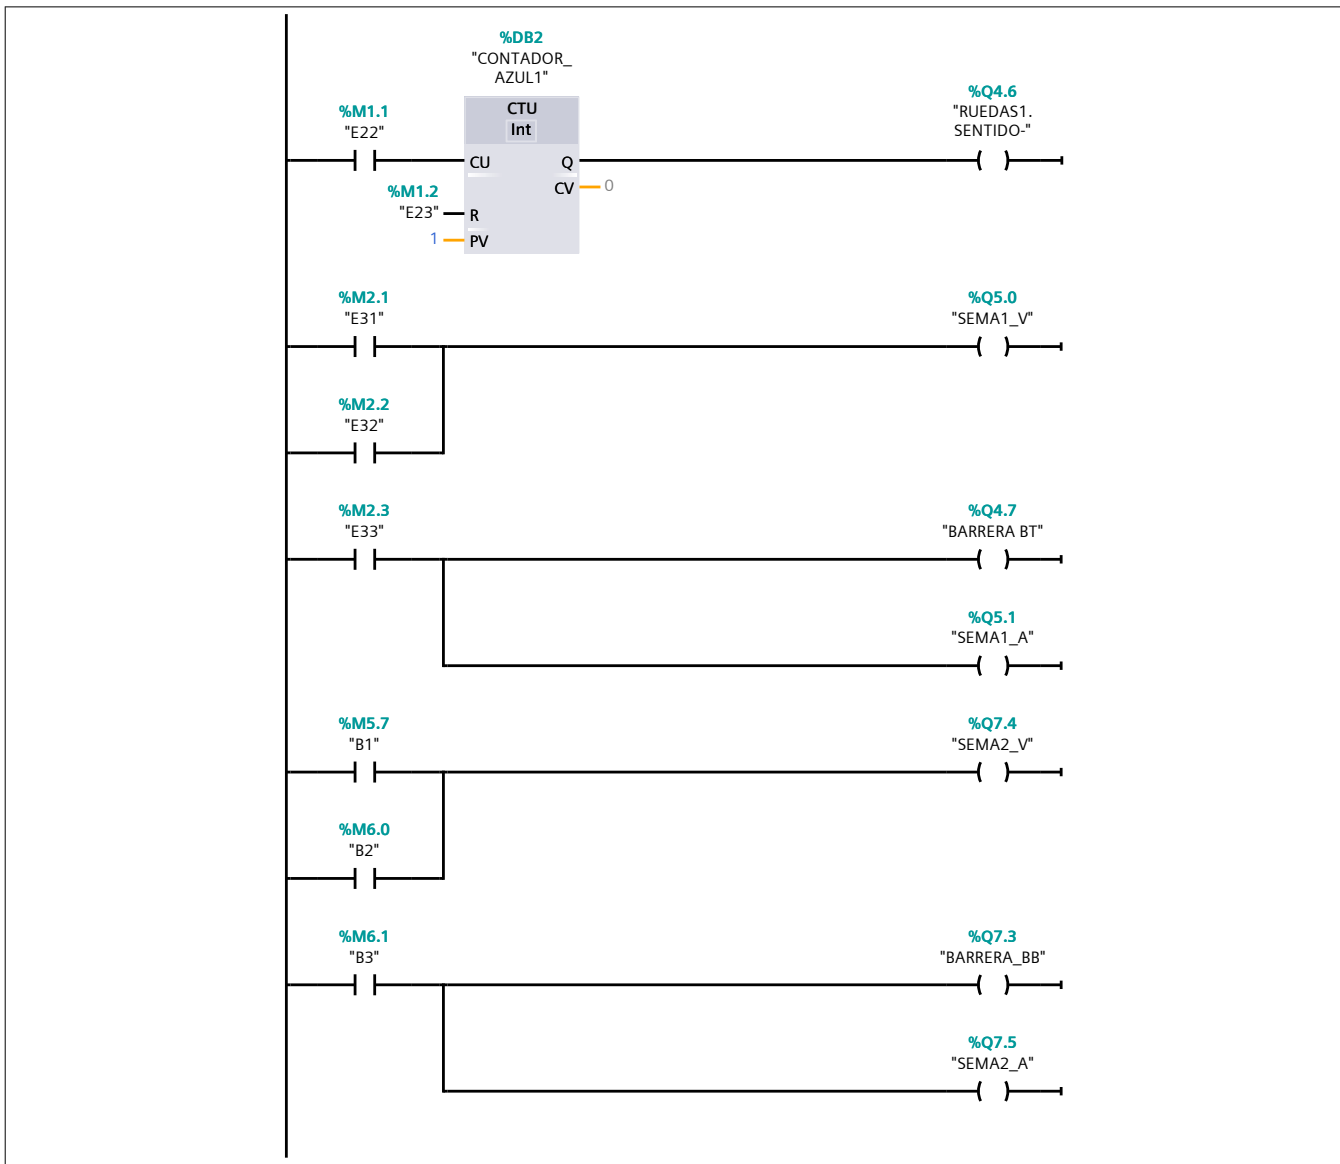 %DB2
"CONTADOR_
AZUL1"
CTU
Int
%M1.1
"E22"
CU
Q
%Q4.6
"RUEDAS1.
SENTIDO-"
CV
0
%M1.2
"E23"
R
1
PV
%M2.1
"E31"
%Q5.0
"SEMA1_V"
%M2.2
"E32"
%M2.3
"E33"
%Q4.7
"BARRERA BT"
%Q5.1
"SEMA1_A"
%M5.7
"B1"
%Q7.4
"SEMA2_V"
%M6.0
"B2"
%M6.1
"B3"
%Q7.3
"BARRERA_BB"
%Q7.5
"SEMA2_A"